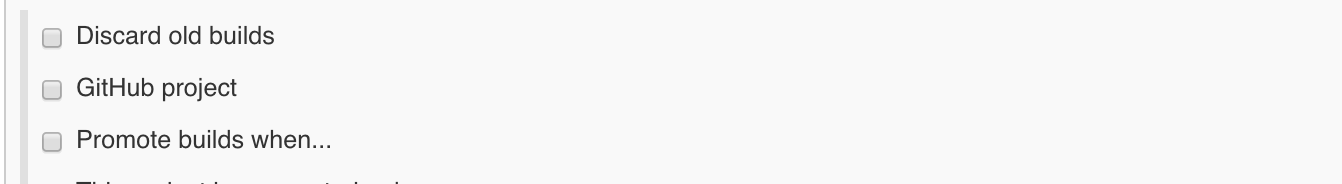 Discard old builds
GitHub project
Promote builds when...